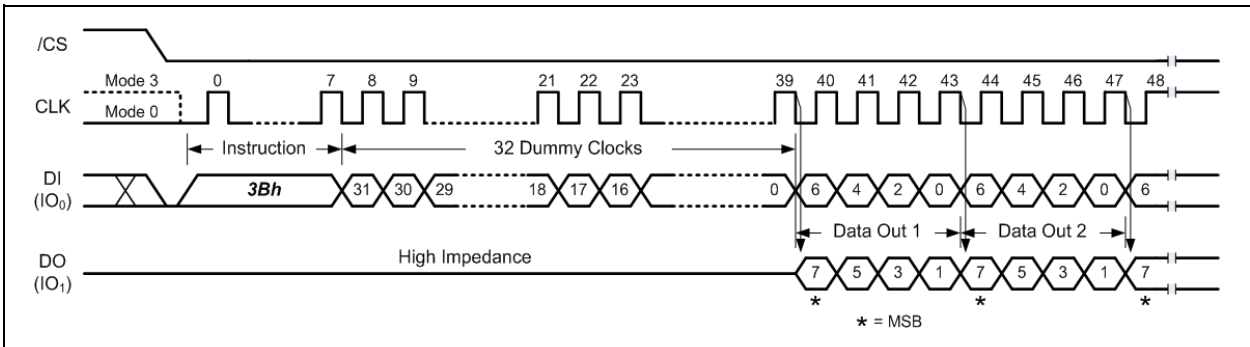 /CS
Mode 3 0 7 8 9 21 22 23 39 40 41 42 43 44 45 46 47 48
CLK
Mode 0
Instruction 32 Dummy Clocks
DI
(IO₀)
3Bh 31 30 29 18 17 16 0 6 4 2 0 6 4 2 0 6
Data Out 1 Data Out 2
DO
(IO₁)
High Impedance 7 5 3 1 7 5 3 1 7
* * *
* = MSB